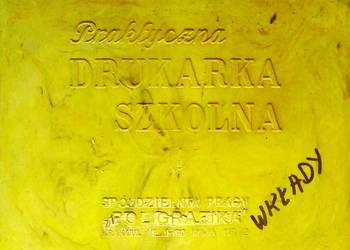 Praktyczna
DRUKARKA
SZKOLNA
SPÓŁDZIELNIA PRACY
„POLIGRAFIKA”
WKŁADY